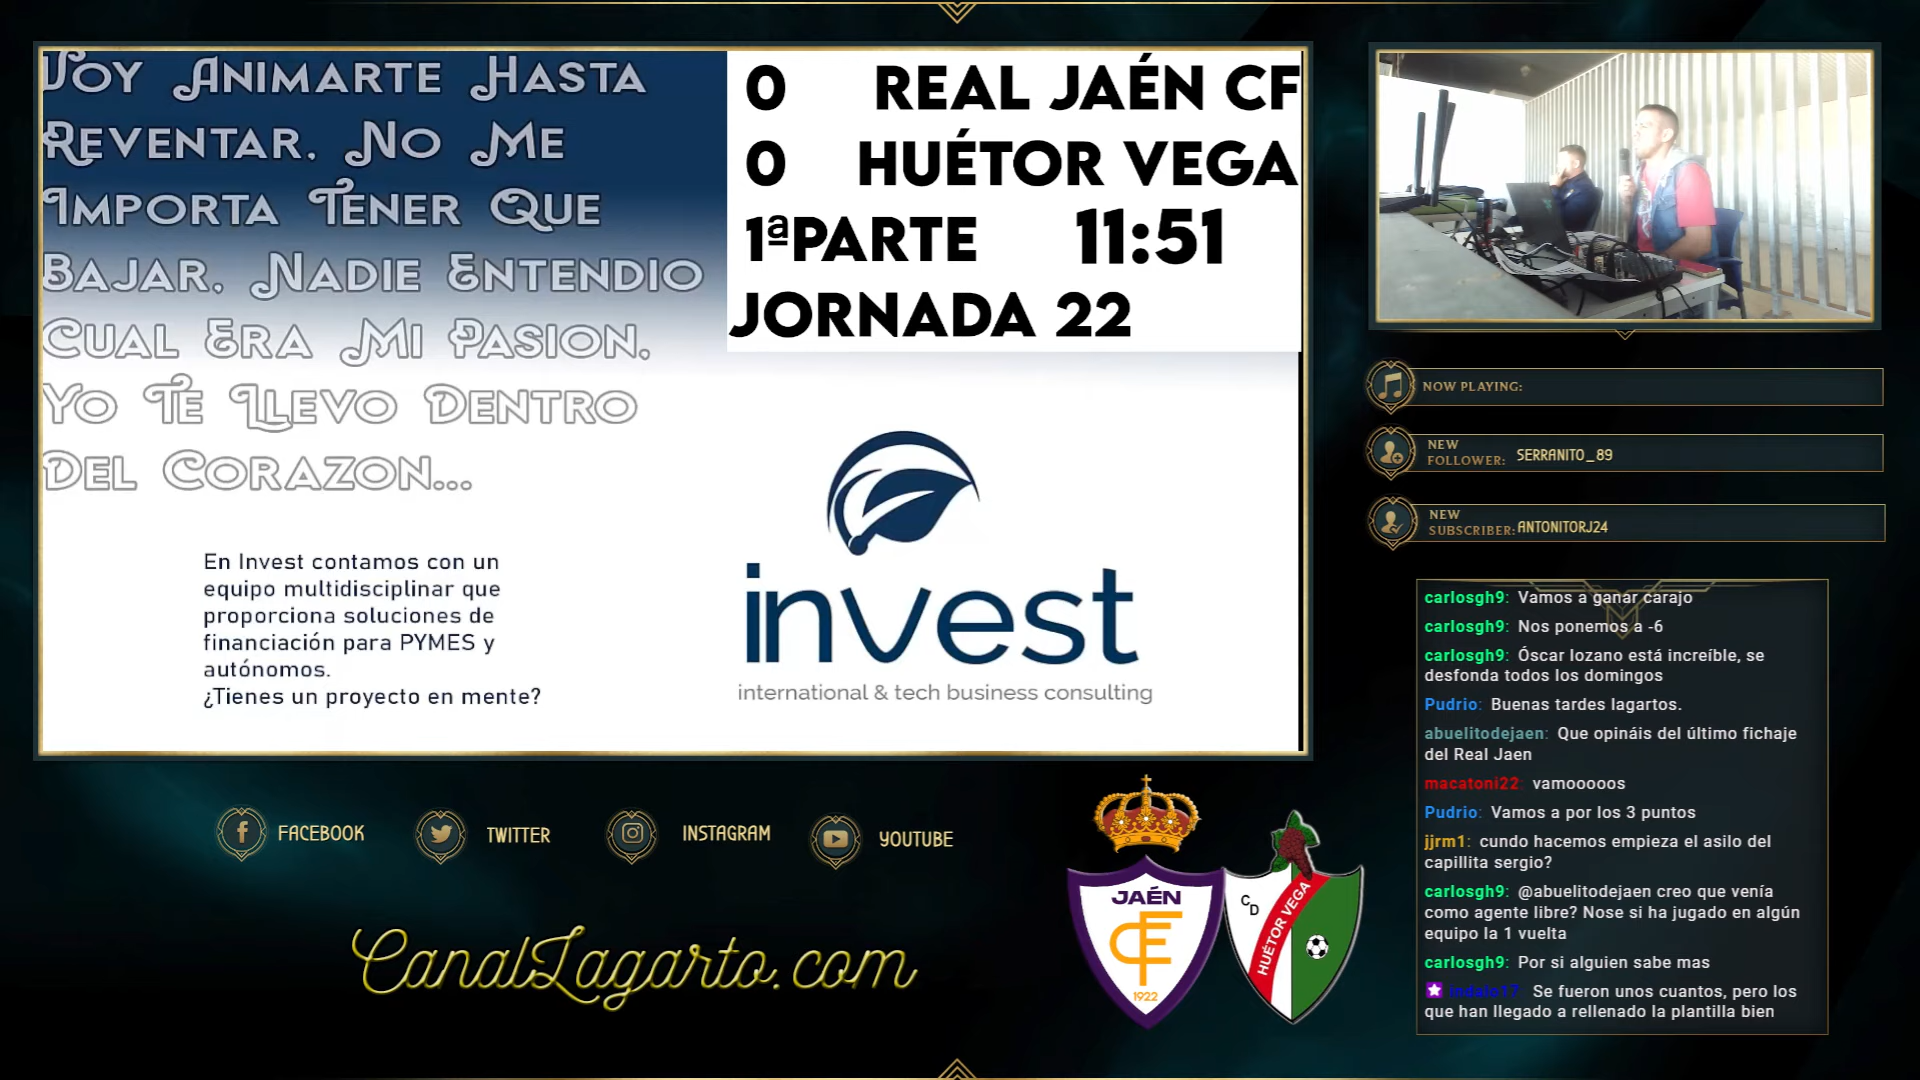 Voy Animarte Hasta
Reventar. No Me
Importa Tener Que
Bajar. Nadie Entendio
Cual Era Mi Pasion.
Yo Te Llevo Dentro
Del Corazon...
0 REAL JAÉN CF
0 HUÉTOR VEGA
1ªPARTE 11:51
JORNADA 22
En Invest contamos con un
equipo multidisciplinar que
proporciona soluciones de
financiación para PYMES y
autónomos.
¿Tienes un proyecto en mente?
invest
international & tech business consulting
NOW PLAYING:
NEW
FOLLOWER: SERRANITO_89
NEW
SUBSCRIBER: ANTONITORJ24
carlosgh9: Vamos a ganar carajo
carlosgh9: Nos ponemos a -6
carlosgh9: Óscar lozano está increíble, se
desfonda todos los domingos
Pudrio: Buenas tardes lagartos.
abuelitodejaen: Que opináis del último fichaje
del Real Jaen
macatoni22: vamooooos
Pudrio: Vamos a por los 3 puntos
jjrm1: cundo hacemos empieza el asilo del
capillita sergio?
carlosgh9: @abuelitodejaen creo que venía
como agente libre? Nose si ha jugado en algún
equipo la 1 vuelta
carlosgh9: Por si alguien sabe mas
indalo17: Se fueron unos cuantos, pero los
que han llegado a rellenado la plantilla bien
FACEBOOK
TWITTER
INSTAGRAM
YOUTUBE
CanalLagarto.com
JAÉN
CF
1922
CD
HUÉTOR VEGA